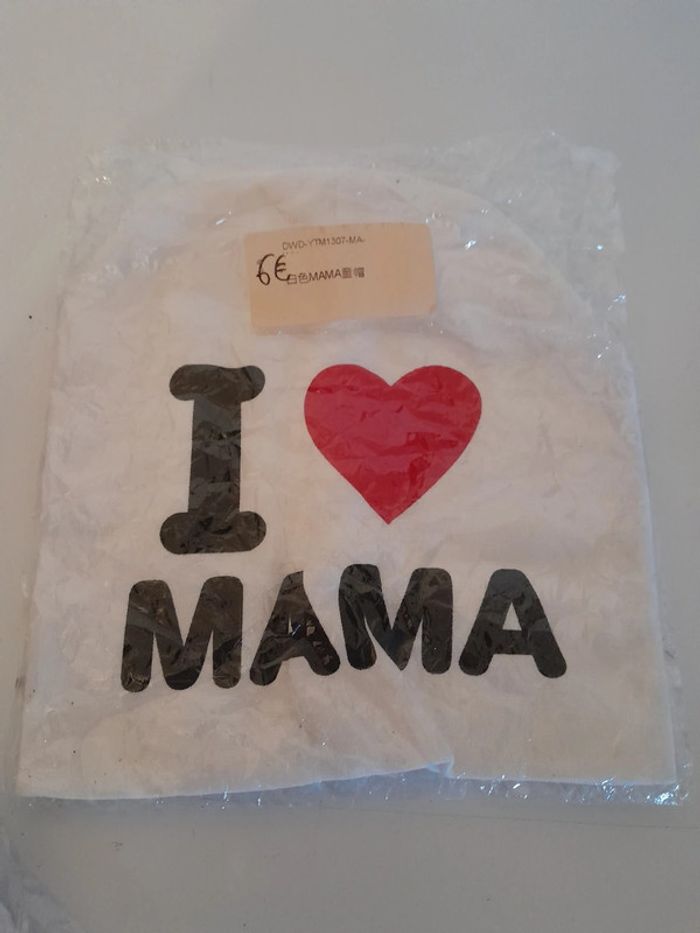 DWD-YTM1307-MA-
6€
白色MAMA童帽
I ❤
MAMA